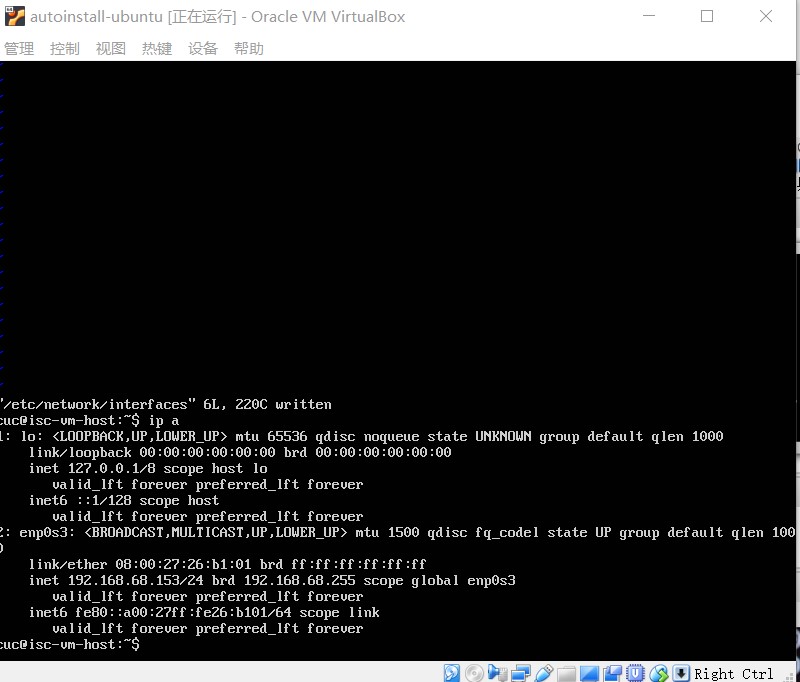 autoinstall-ubuntu [正在运行] - Oracle VM VirtualBox
管理 控制 视图 热键 设备 帮助
"/etc/network/interfaces" 6L, 220C written
cuc@isc-vm-host:~$ ip a
1: lo: <LOOPBACK,UP,LOWER_UP> mtu 65536 qdisc noqueue state UNKNOWN group default qlen 1000
link/loopback 00:00:00:00:00:00 brd 00:00:00:00:00:00
inet 127.0.0.1/8 scope host lo
valid_lft forever preferred_lft forever
inet6 ::1/128 scope host
valid_lft forever preferred_lft forever
2: enp0s3: <BROADCAST,MULTICAST,UP,LOWER_UP> mtu 1500 qdisc fq_codel state UP group default qlen 100
0
link/ether 08:00:27:26:b1:01 brd ff:ff:ff:ff:ff:ff
inet 192.168.68.153/24 brd 192.168.68.255 scope global enp0s3
valid_lft forever preferred_lft forever
inet6 fe80::a00:27ff:fe26:b101/64 scope link
valid_lft forever preferred_lft forever
cuc@isc-vm-host:~$
Right Ctrl